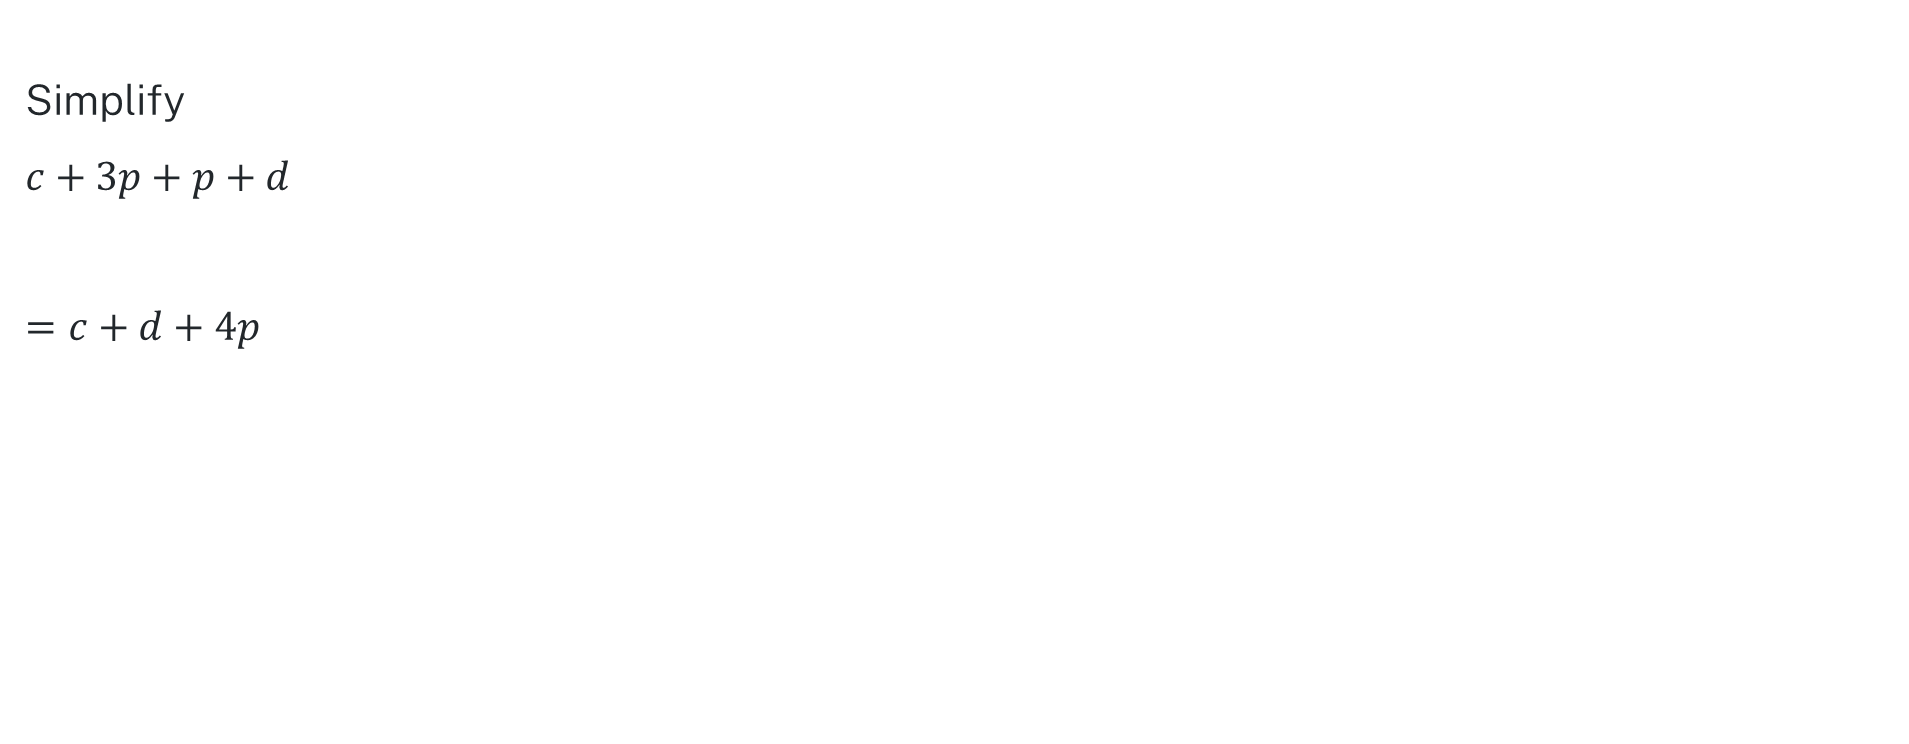 Simplify
c + 3p + p + d
= c + d + 4p